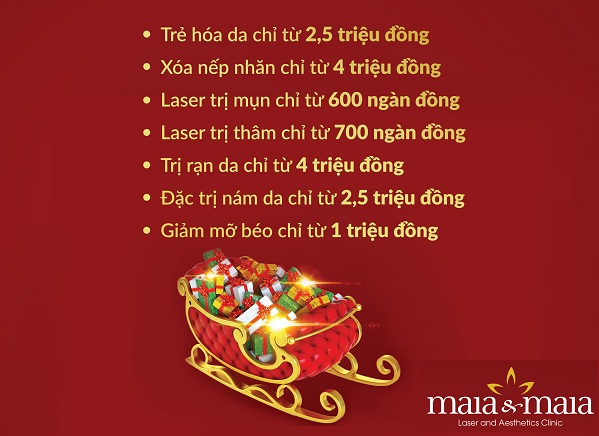 • Trẻ hóa da chỉ từ 2,5 triệu đồng
• Xóa nếp nhăn chỉ từ 4 triệu đồng
• Laser trị mụn chỉ từ 600 ngàn đồng
• Laser trị thâm chỉ từ 700 ngàn đồng
• Trị rạn da chỉ từ 4 triệu đồng
• Đặc trị nám da chỉ từ 2,5 triệu đồng
• Giảm mỡ béo chỉ từ 1 triệu đồng
maia & maia
Laser and Aesthetics Clinic